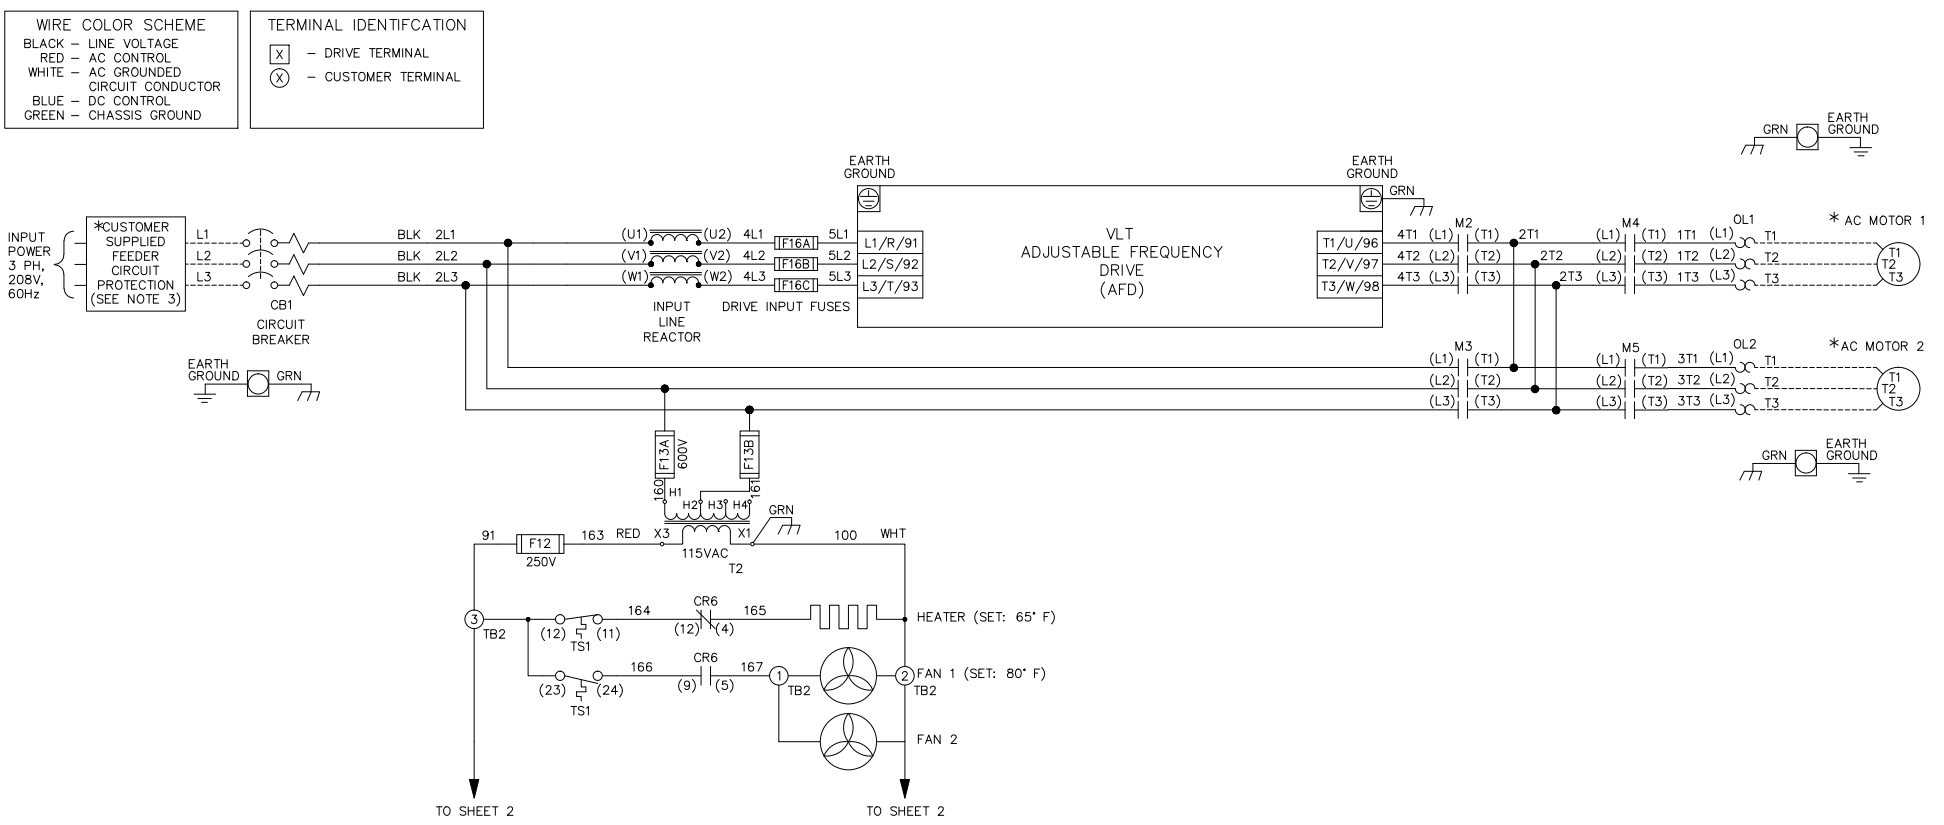 WIRE COLOR SCHEME
BLACK – LINE VOLTAGE
RED – AC CONTROL
WHITE – AC GROUNDED
CIRCUIT CONDUCTOR
BLUE – DC CONTROL
GREEN – CHASSIS GROUND
TERMINAL IDENTIFCATION
X – DRIVE TERMINAL
X – CUSTOMER TERMINAL
INPUT
POWER
3 PH,
208V,
60Hz
*CUSTOMER
SUPPLIED
FEEDER
CIRCUIT
PROTECTION
(SEE NOTE 3)
L1
L2
L3
CB1
CIRCUIT
BREAKER
EARTH
GROUND
GRN
BLK 2L1
BLK 2L2
BLK 2L3
(U1) (U2) 4L1 F16A 5L1
(V1) (V2) 4L2 F16B 5L2
(W1) (W2) 4L3 F16C 5L3
INPUT
LINE
REACTOR
DRIVE INPUT FUSES
EARTH
GROUND
L1/R/91
L2/S/92
L3/T/93
VLT
ADJUSTABLE FREQUENCY
DRIVE
(AFD)
EARTH
GROUND
GRN
T1/U/96
T2/V/97
T3/W/98
M2
4T1 (L1) (T1) 2T1
4T2 (L2) (T2) 2T2
4T3 (L3) (T3) 2T3
M4
(L1) (T1) 1T1 (L1)
(L2) (T2) 1T2 (L2)
(L3) (T3) 1T3 (L3)
OL1
T1
T2
T3
* AC MOTOR 1
T1
T2
T3
GRN
EARTH
GROUND
M3
(L1) (T1)
(L2) (T2)
(L3) (T3)
M5
(L1) (T1) 3T1 (L1)
(L2) (T2) 3T2 (L2)
(L3) (T3) 3T3 (L3)
OL2
T1
T2
T3
*AC MOTOR 2
T1
T2
T3
GRN
EARTH
GROUND
F13A
600V
F13B
160
161
H1
H2 H3 H4
GRN
91
F12
250V
163 RED X3
X1
115VAC
T2
100 WHT
3
TB2
(12) (11)
TS1
164
CR6
(12) (4)
165
HEATER (SET: 65° F)
(23) (24)
TS1
166
CR6
(9) (5)
167
1
TB2
2
TB2
FAN 1 (SET: 80° F)
FAN 2
TO SHEET 2
TO SHEET 2